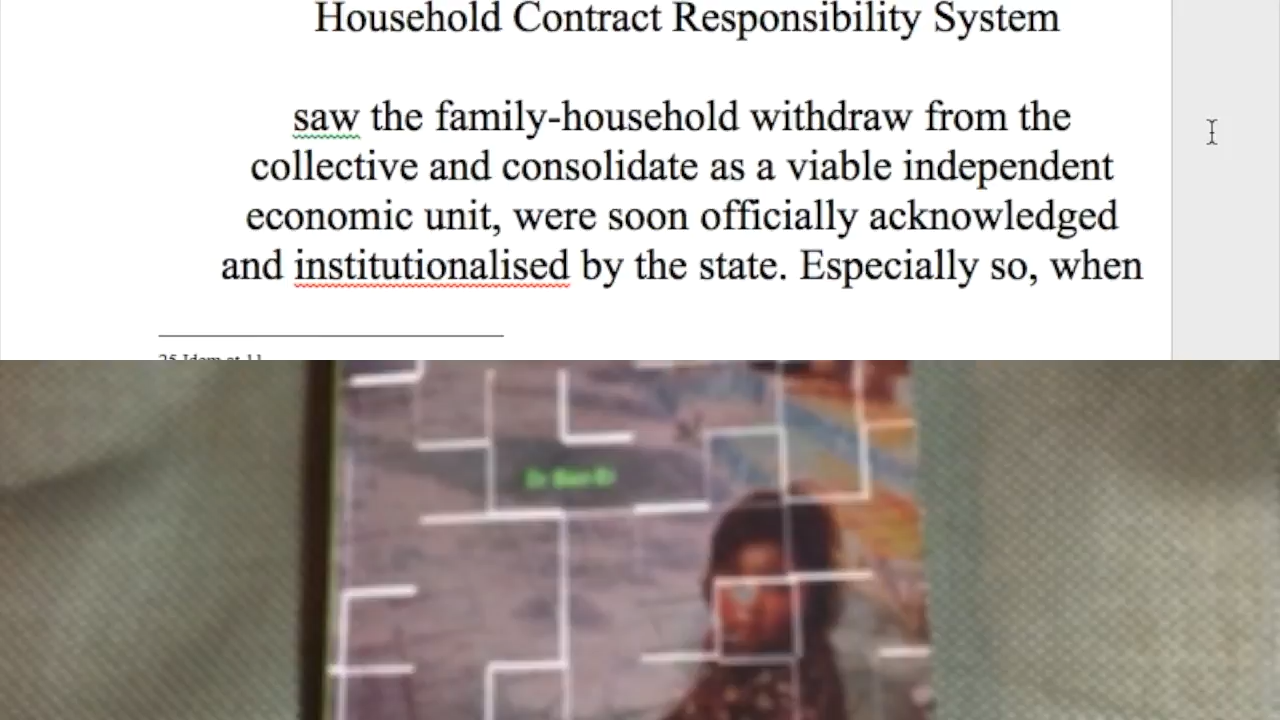 Household Contract Responsibility System
saw the family-household withdraw from the
collective and consolidate as a viable independent
economic unit, were soon officially acknowledged
and institutionalised by the state. Especially so, when